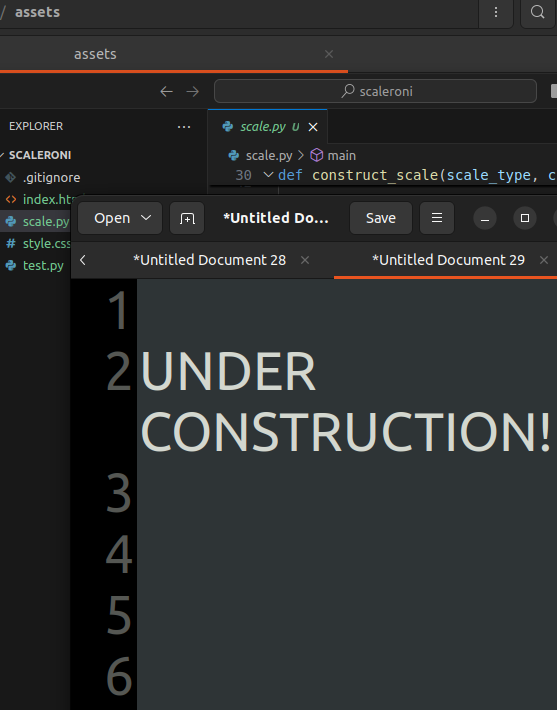 / assets
assets
scaleroni
EXPLORER
scale.py U
SCALERONI
scale.py > main
.gitignore
30 def construct_scale(scale_type, c
index.ht
scale.py
style.css
test.py
Open
*Untitled Do...
Save
*Untitled Document 28
*Untitled Document 29
1
2 UNDER
CONSTRUCTION!
3
4
5
6